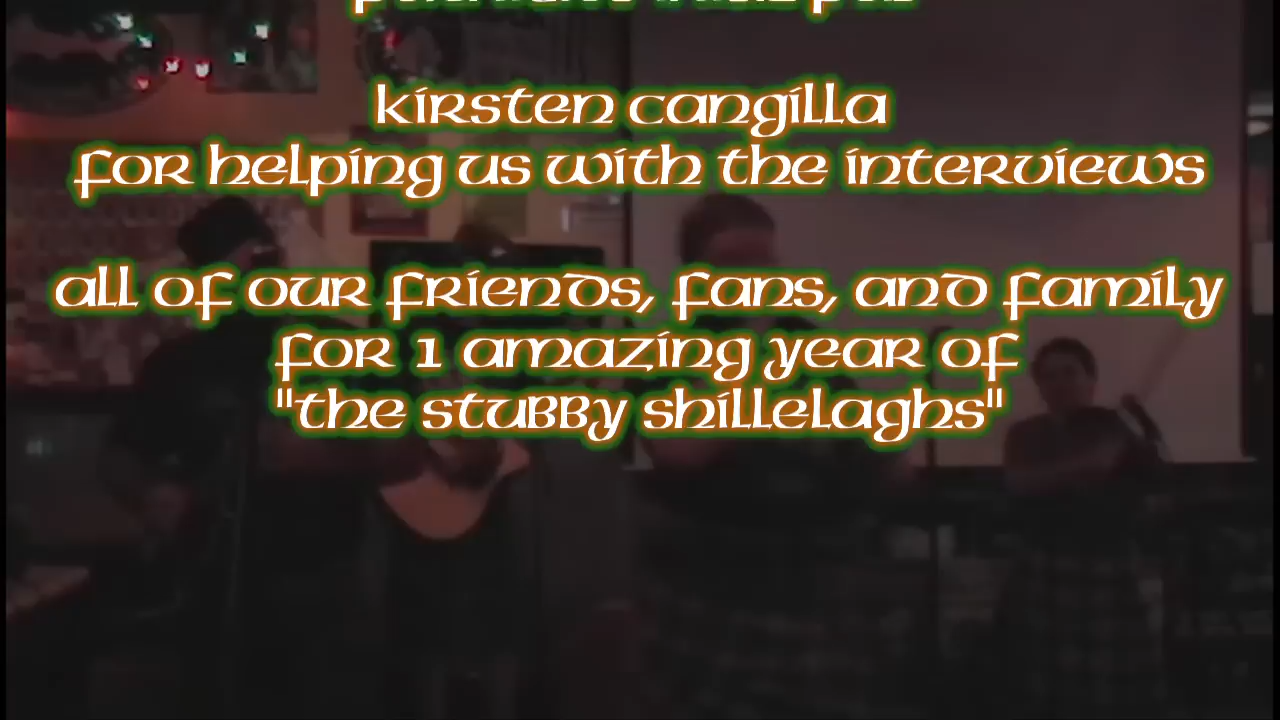 kirsten cangilla
for helping us with the interviews
all of our friends, fans, and family
for 1 amazing year of
"the stubby shillelaghs"